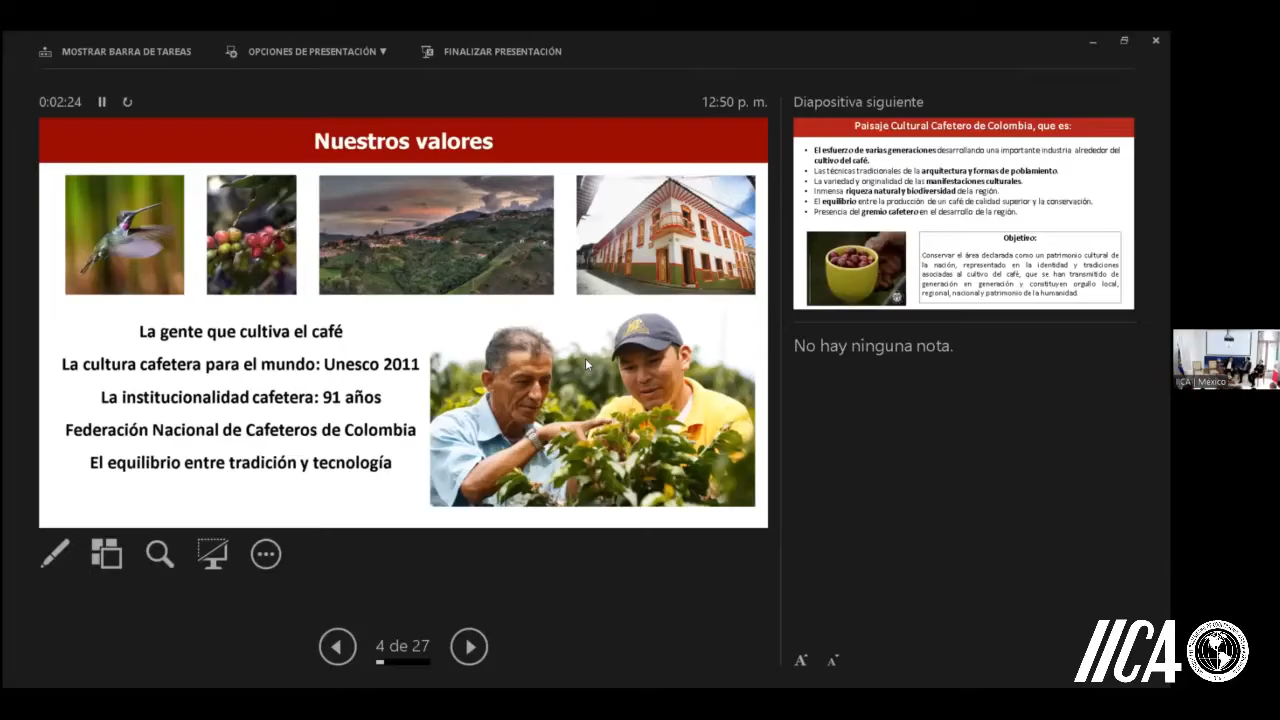 MOSTRAR BARRA DE TAREAS
OPCIONES DE PRESENTACIÓN ▼
FINALIZAR PRESENTACIÓN
0:02:24
12:50 p. m.
Nuestros valores
La gente que cultiva el café
La cultura cafetera para el mundo: Unesco 2011
La institucionalidad cafetera: 91 años
Federación Nacional de Cafeteros de Colombia
El equilibrio entre tradición y tecnología
4 de 27
Diapositiva siguiente
Paisaje Cultural Cafetero de Colombia, que es:
• El esfuerzo de varias generaciones desarrollando una importante industria alrededor del
cultivo del café.
• Las técnicas tradicionales de la arquitectura y formas de poblamiento.
• La variedad y originalidad de las manifestaciones culturales.
• Inmensa riqueza natural y biodiversidad de la región.
• El equilibrio entre la producción de un café de calidad superior y la conservación.
• Presencia del gremio cafetero en el desarrollo de la región.
Objetivo:
Conservar el área declarada como un patrimonio cultural de
la nación, representado en la identidad y tradiciones
asociadas al cultivo del café, que se han transmitido de
generación en generación y constituyen orgullo local,
regional, nacional y patrimonio de la humanidad.
No hay ninguna nota.
A A
IICA | Mexico
IICA